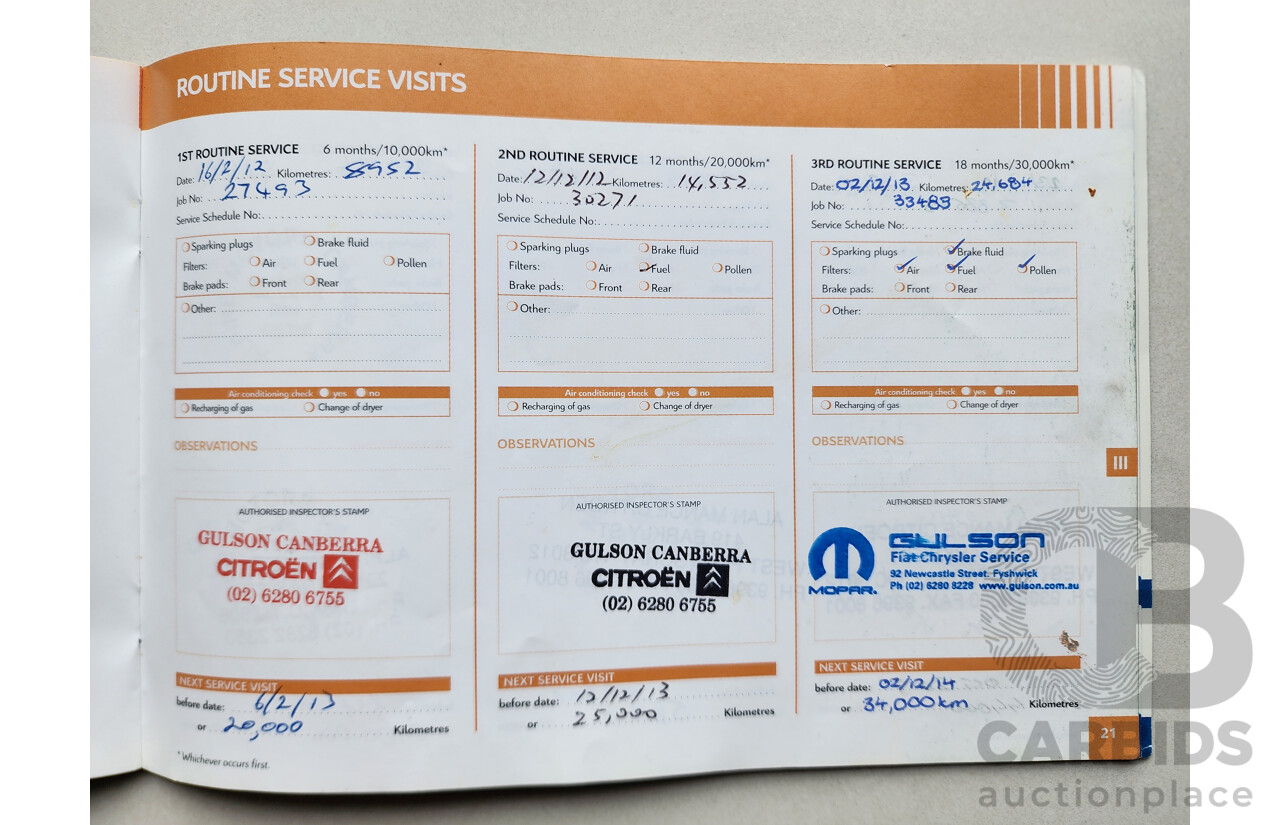 ROUTINE SERVICE VISITS
1ST ROUTINE SERVICE 6 months/10,000km*
Date: 16/2/12 Kilometres: 8952
Job No: 27493
Service Schedule No:
Sparking plugs Brake fluid
Filters: Air Fuel Pollen
Brake pads: Front Rear
Other:
Air conditioning check yes no
Recharging of gas Change of dryer
OBSERVATIONS
AUTHORISED INSPECTOR'S STAMP
GULSON CANBERRA
CITROËN
(02) 6280 6755
NEXT SERVICE VISIT
before date: 6/2/13
or 20,000 Kilometres
* Whichever occurs first.
2ND ROUTINE SERVICE 12 months/20,000km*
Date: 12/12/12 Kilometres: 14,552
Job No: 30271
Service Schedule No:
Sparking plugs Brake fluid
Filters: Air Fuel Pollen
Brake pads: Front Rear
Other:
Air conditioning check yes no
Recharging of gas Change of dryer
OBSERVATIONS
AUTHORISED INSPECTOR'S STAMP
GULSON CANBERRA
CITROËN
(02) 6280 6755
NEXT SERVICE VISIT
before date: 12/12/13
or 25,000 Kilometres
3RD ROUTINE SERVICE 18 months/30,000km*
Date: 02/12/13 Kilometres: 24,684
Job No: 33483
Service Schedule No:
Sparking plugs Brake fluid
Filters: Air Fuel Pollen
Brake pads: Front Rear
Other:
Air conditioning check yes no
Recharging of gas Change of dryer
OBSERVATIONS
AUTHORISED INSPECTOR'S STAMP
MOPAR.
GULSON
Fiat Chrysler Service
92 Newcastle Street, Fyshwick
Ph (02) 6280 8228 www.gulson.com.au
NEXT SERVICE VISIT
before date: 02/12/14
or 34,000km Kilometres
III
21
CB
CARBIDS
auctionplace